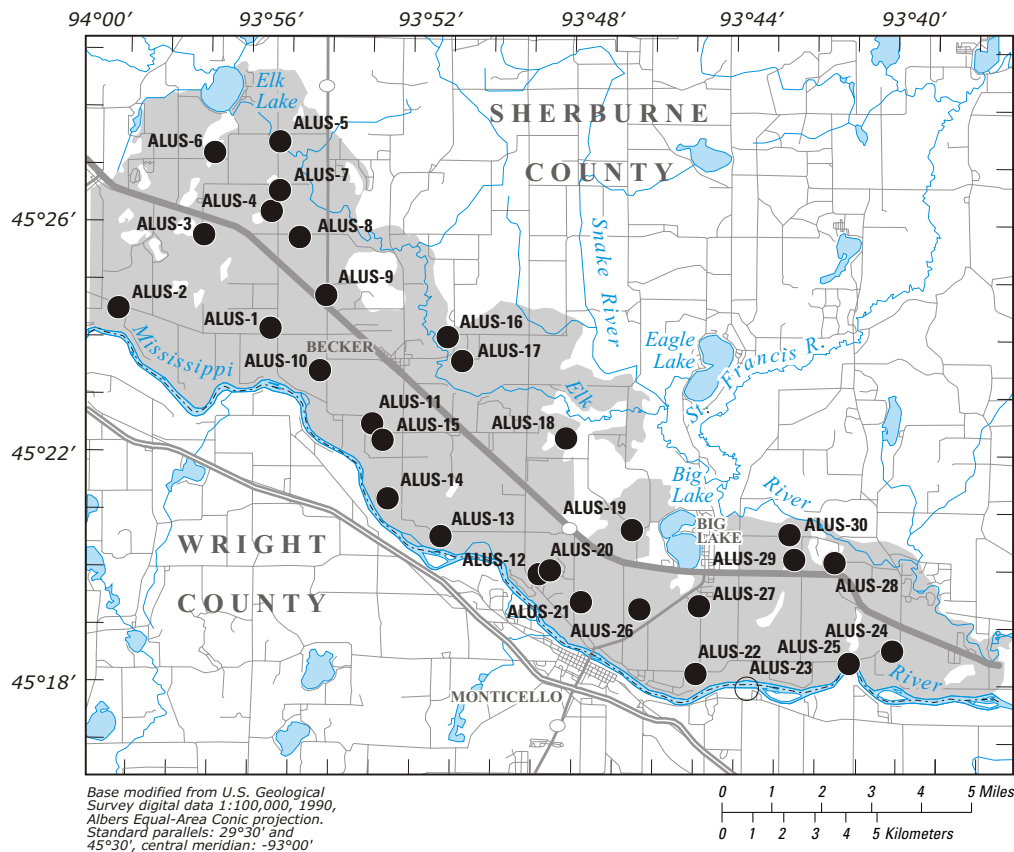 94°00' 93°56' 93°52' 93°48' 93°44' 93°40'
Elk
Lake
SHERBURNE
COUNTY
ALUS-5
ALUS-6
ALUS-7
ALUS-4
45°26'
ALUS-3
ALUS-8
Snake River
ALUS-9
ALUS-2
ALUS-1
ALUS-16
BECKER
ALUS-17
Eagle
Lake
St. Francis R.
Mississippi
ALUS-10
Elk
ALUS-11
ALUS-15
ALUS-18
45°22'
ALUS-14
Big
Lake
River
ALUS-19
ALUS-13
BIG
LAKE
ALUS-30
WRIGHT
COUNTY
ALUS-12
ALUS-20
ALUS-29
ALUS-28
ALUS-27
ALUS-21
ALUS-26
ALUS-24
ALUS-25
ALUS-22
ALUS-23
River
45°18'
MONTICELLO
Base modified from U.S. Geological
Survey digital data 1:100,000, 1990,
Albers Equal-Area Conic projection.
Standard parallels: 29°30' and
45°30', central meridian: -93°00'
0 1 2 3 4 5 Miles
0 1 2 3 4 5 Kilometers